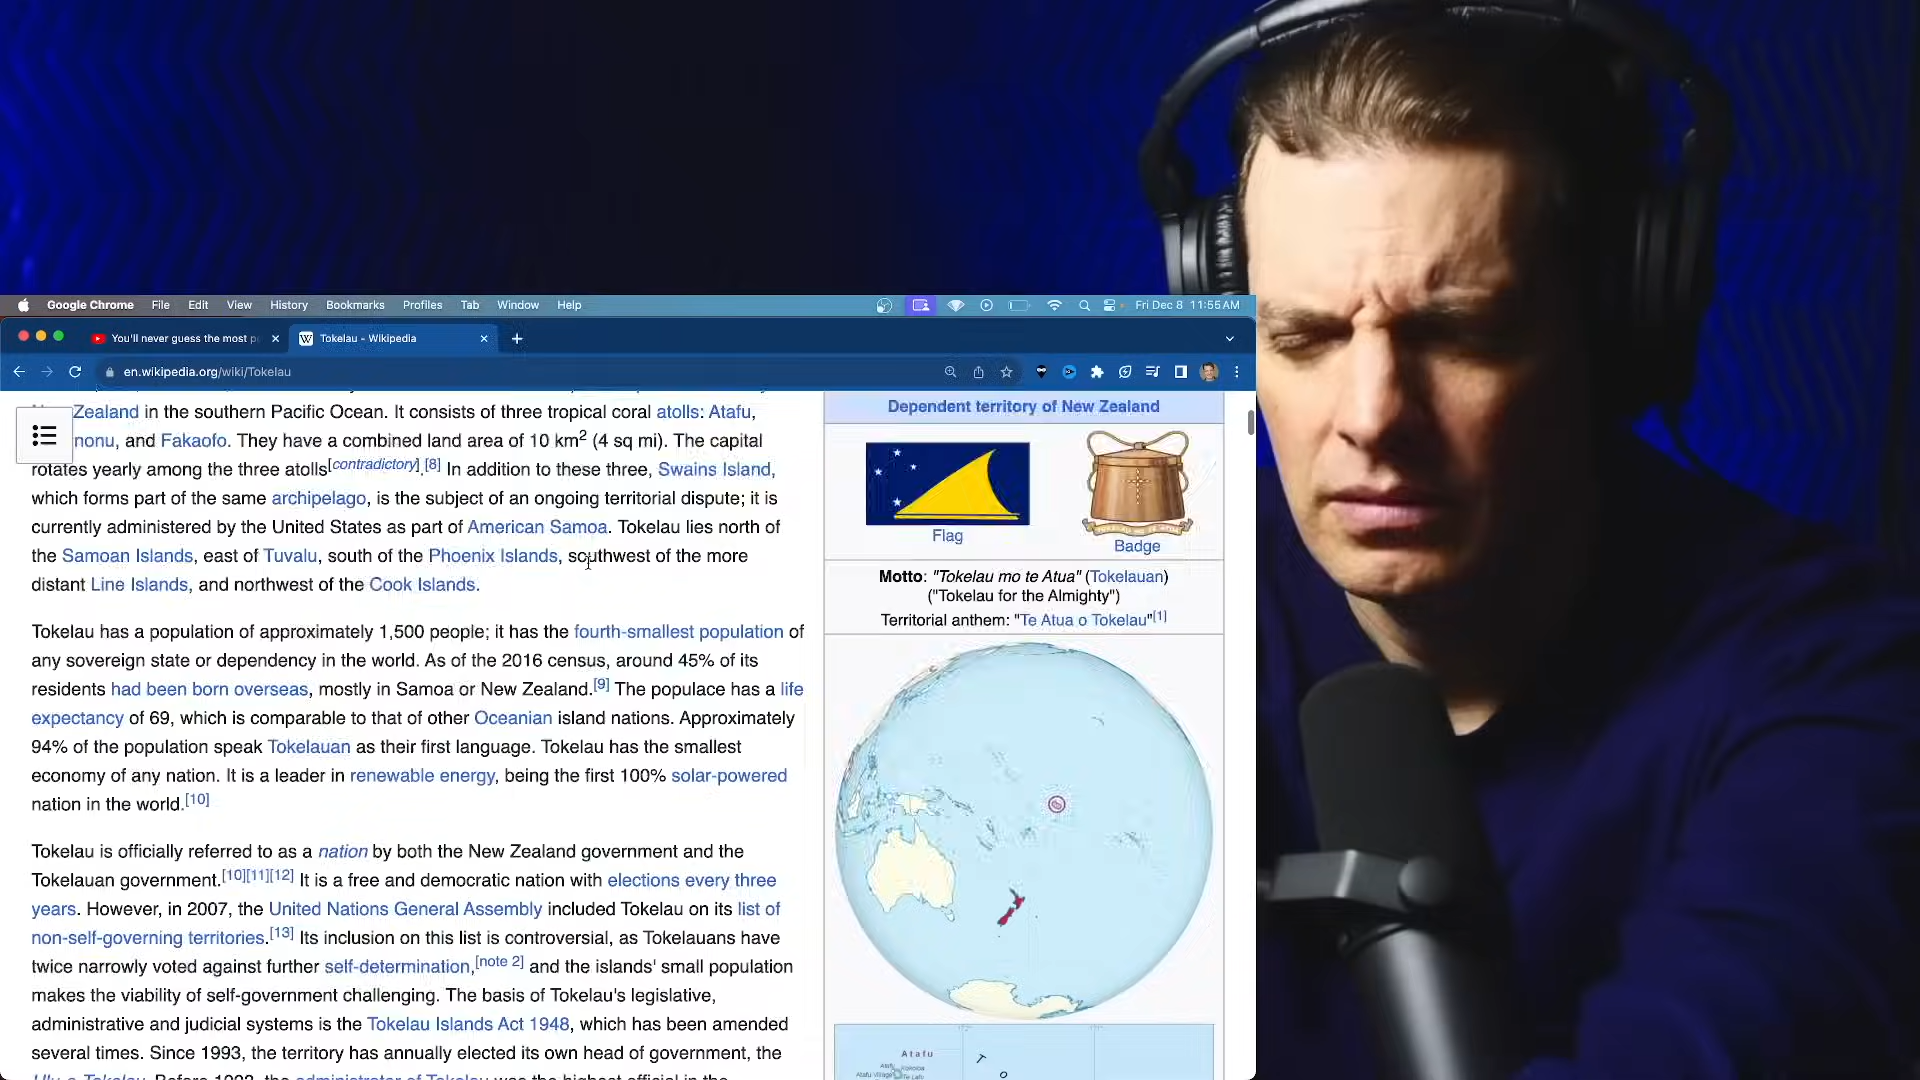 Google Chrome File Edit View History Bookmarks Profiles Tab Window Help Fri Dec 8 11:55 AM
You'll never guess the most p
Tokelau - Wikipedia
en.wikipedia.org/wiki/Tokelau
Zealand in the southern Pacific Ocean. It consists of three tropical coral atolls: Atafu,
nonu, and Fakaofo. They have a combined land area of 10 km2 (4 sq mi). The capital
rotates yearly among the three atolls[contradictory].[8] In addition to these three, Swains Island,
which forms part of the same archipelago, is the subject of an ongoing territorial dispute; it is
currently administered by the United States as part of American Samoa. Tokelau lies north of
the Samoan Islands, east of Tuvalu, south of the Phoenix Islands, southwest of the more
distant Line Islands, and northwest of the Cook Islands.
Tokelau has a population of approximately 1,500 people; it has the fourth-smallest population of
any sovereign state or dependency in the world. As of the 2016 census, around 45% of its
residents had been born overseas, mostly in Samoa or New Zealand.[9] The populace has a life
expectancy of 69, which is comparable to that of other Oceanian island nations. Approximately
94% of the population speak Tokelauan as their first language. Tokelau has the smallest
economy of any nation. It is a leader in renewable energy, being the first 100% solar-powered
nation in the world.[10]
Tokelau is officially referred to as a nation by both the New Zealand government and the
Tokelauan government.[10][11][12] It is a free and democratic nation with elections every three
years. However, in 2007, the United Nations General Assembly included Tokelau on its list of
non-self-governing territories.[13] Its inclusion on this list is controversial, as Tokelauans have
twice narrowly voted against further self-determination,[note 2] and the islands' small population
makes the viability of self-government challenging. The basis of Tokelau's legislative,
administrative and judicial systems is the Tokelau Islands Act 1948, which has been amended
several times. Since 1993, the territory has annually elected its own head of government, the
Dependent territory of New Zealand
Flag
Badge
Motto: "Tokelau mo te Atua" (Tokelauan)
("Tokelau for the Almighty")
Territorial anthem: "Te Atua o Tokelau"[1]
Atafu
T
O